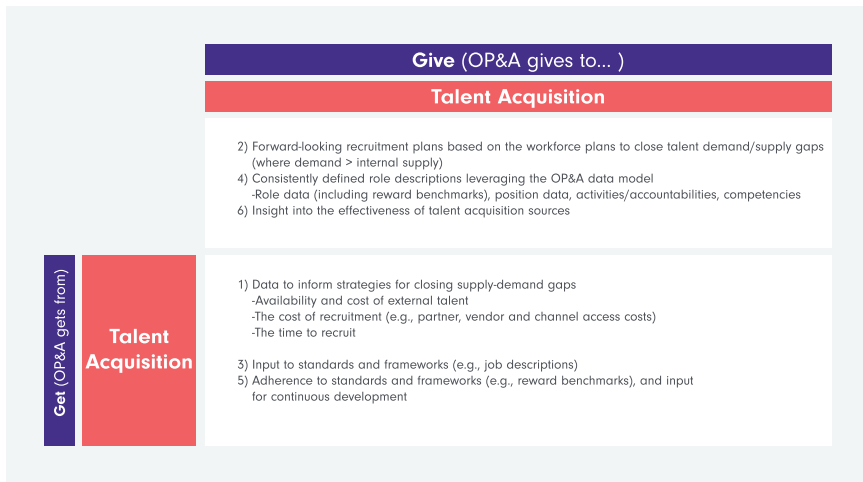 Give (OP&A gives to... )
Talent Acquisition
2) Forward-looking recruitment plans based on the workforce plans to close talent demand/supply gaps
(where demand > internal supply)
4) Consistently defined role descriptions leveraging the OP&A data model
-Role data (including reward benchmarks), position data, activities/accountabilities, competencies
6) Insight into the effectiveness of talent acquisition sources
Get (OP&A gets from)
Talent
Acquisition
1) Data to inform strategies for closing supply-demand gaps
-Availability and cost of external talent
-The cost of recruitment (e.g., partner, vendor and channel access costs)
-The time to recruit
3) Input to standards and frameworks (e.g., job descriptions)
5) Adherence to standards and frameworks (e.g., reward benchmarks), and input
for continuous development